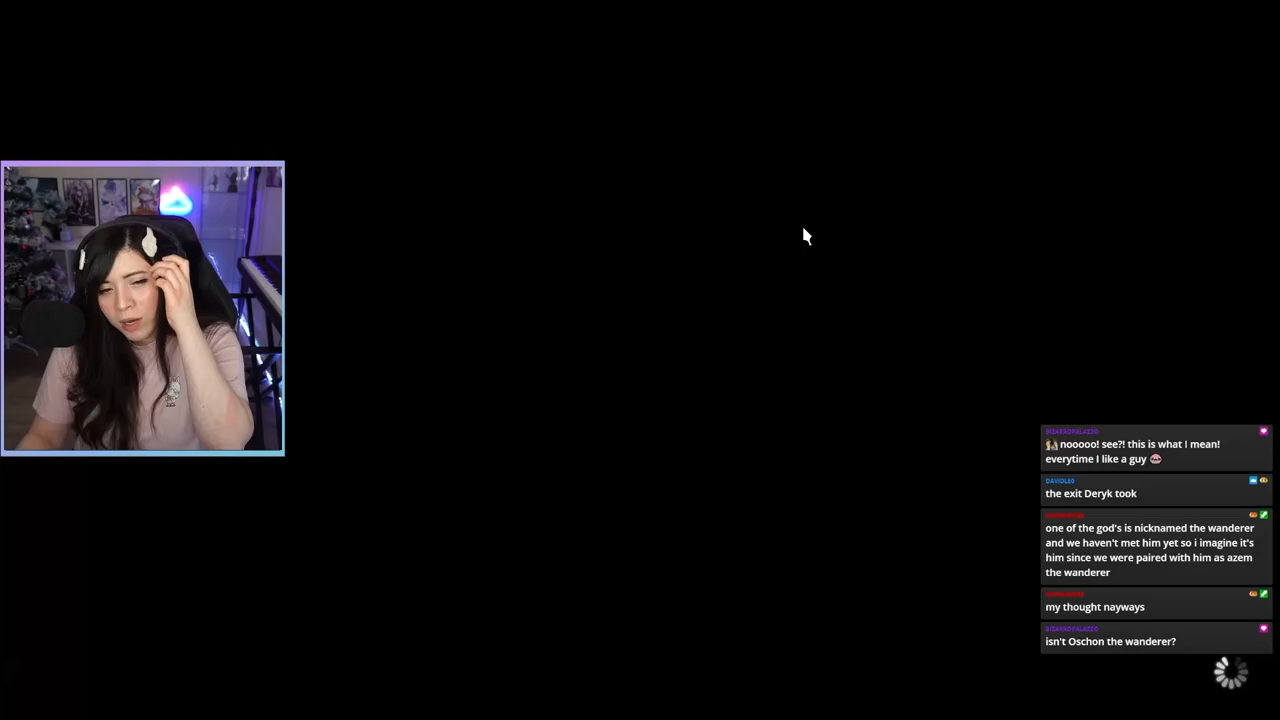 nooooo! see?! this is what I mean!
everytime I like a guy
DAVIDLEG
the exit Deryk took
one of the god's is nicknamed the wanderer
and we haven't met him yet so i imagine it's
him since we were paired with him as azem
the wanderer
my thought nayways
isn't Oschon the wanderer?